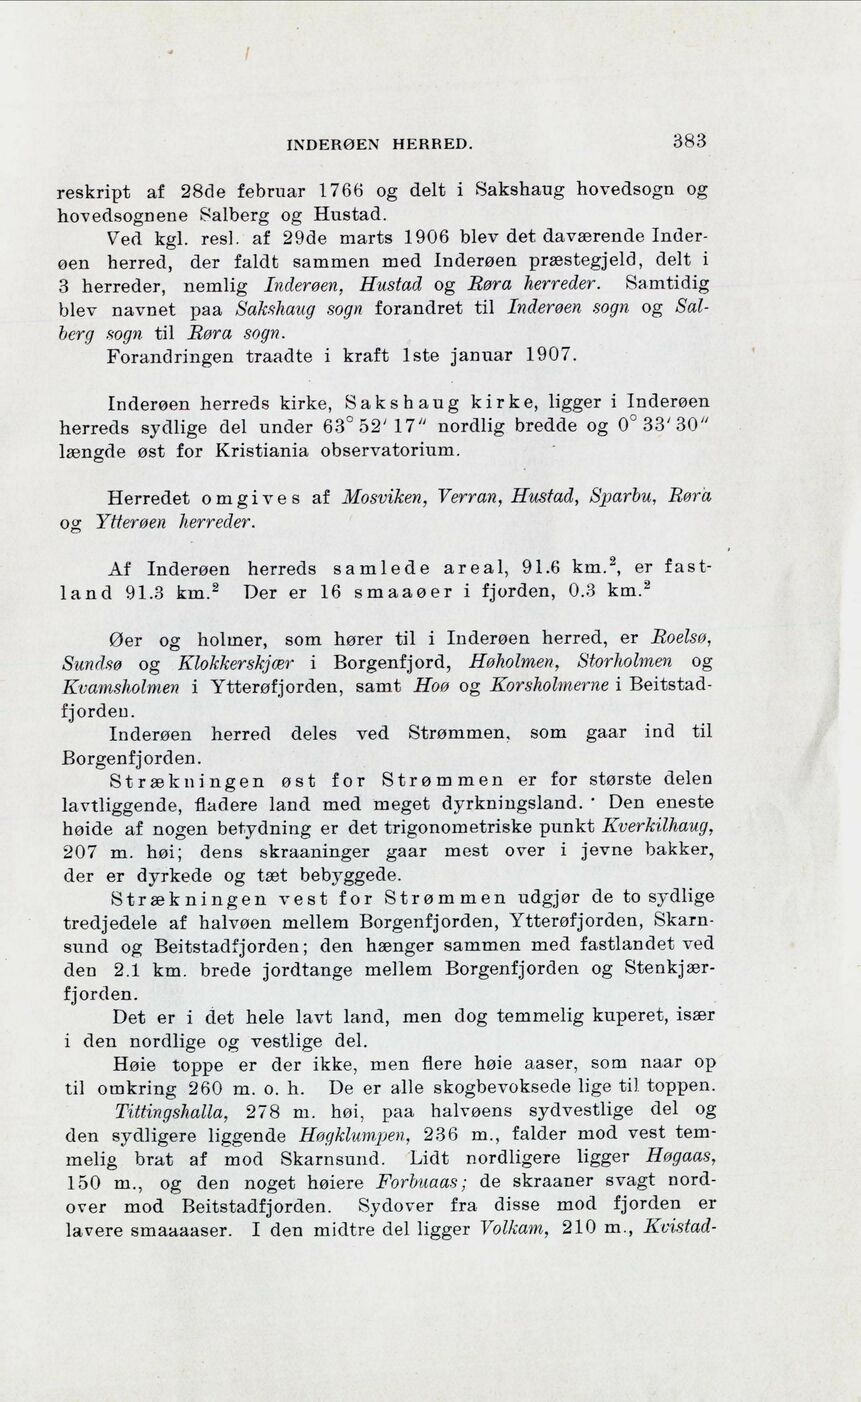 INDERØEN HERRED. 383
reskript af 28de februar 1766 og delt i Sakshaug hovedsogn og
hovedsognene Salberg og Hustad.
Ved kgl. resl. af 29de marts 1906 blev det daværende Inder-
øen herred, der faldt sammen med Inderøen præstegjeld, delt i
3 herreder, nemlig Inderøen, Hustad og Røra herreder. Samtidig
blev navnet paa Sakshaug sogn forandret til Inderøen sogn og Sal-
berg sogn til Røra sogn.
Forandringen traadte i kraft 1ste januar 1907.
Inderøen herreds kirke, Sakshaug kirke, ligger i Inderøen
herreds sydlige del under 63° 52′ 17″ nordlig bredde og 0° 33′ 30″
længde øst for Kristiania observatorium.
Herredet omgives af Mosviken, Verran, Hustad, Sparbu, Røra
og Ytterøen herreder.
Af Inderøen herreds samlede areal, 91.6 km.², er fast-
land 91.3 km.² Der er 16 smaaøer i fjorden, 0.3 km.²
Øer og holmer, som hører til i Inderøen herred, er Roelsø,
Sundsø og Klokkerskjær i Borgenfjord, Høholmen, Storholmen og
Kvamsholmen i Ytterøfjorden, samt Hoø og Korsholmerne i Beitstad-
fjorden.
Inderøen herred deles ved Strømmen, som gaar ind til
Borgenfjorden.
Strækningen øst for Strømmen er for største delen
lavtliggende, fladere land med meget dyrkningsland. Den eneste
høide af nogen betydning er det trigonometriske punkt Kverkilhaug,
207 m. høi; dens skraaninger gaar mest over i jevne bakker,
der er dyrkede og tæt bebyggede.
Strækningen vest for Strømmen udgjør de to sydlige
tredjedele af halvøen mellem Borgenfjorden, Ytterøfjorden, Skarn-
sund og Beitstadfjorden; den hænger sammen med fastlandet ved
den 2.1 km. brede jordtange mellem Borgenfjorden og Stenkjær-
fjorden.
Det er i det hele lavt land, men dog temmelig kuperet, især
i den nordlige og vestlige del.
Høie toppe er der ikke, men flere høie aaser, som naar op
til omkring 260 m. o. h. De er alle skogbevoksede lige til toppen.
Tittingshalla, 278 m. høi, paa halvøens sydvestlige del og
den sydligere liggende Høgklumpen, 236 m., falder mod vest tem-
melig brat af mod Skarnsund. Lidt nordligere ligger Høgaas,
150 m., og den noget høiere Forbuaas; de skraaner svagt nord-
over mod Beitstadfjorden. Sydover fra disse mod fjorden er
lavere smaaaaser. I den midtre del ligger Volkam, 210 m., Kvistad-